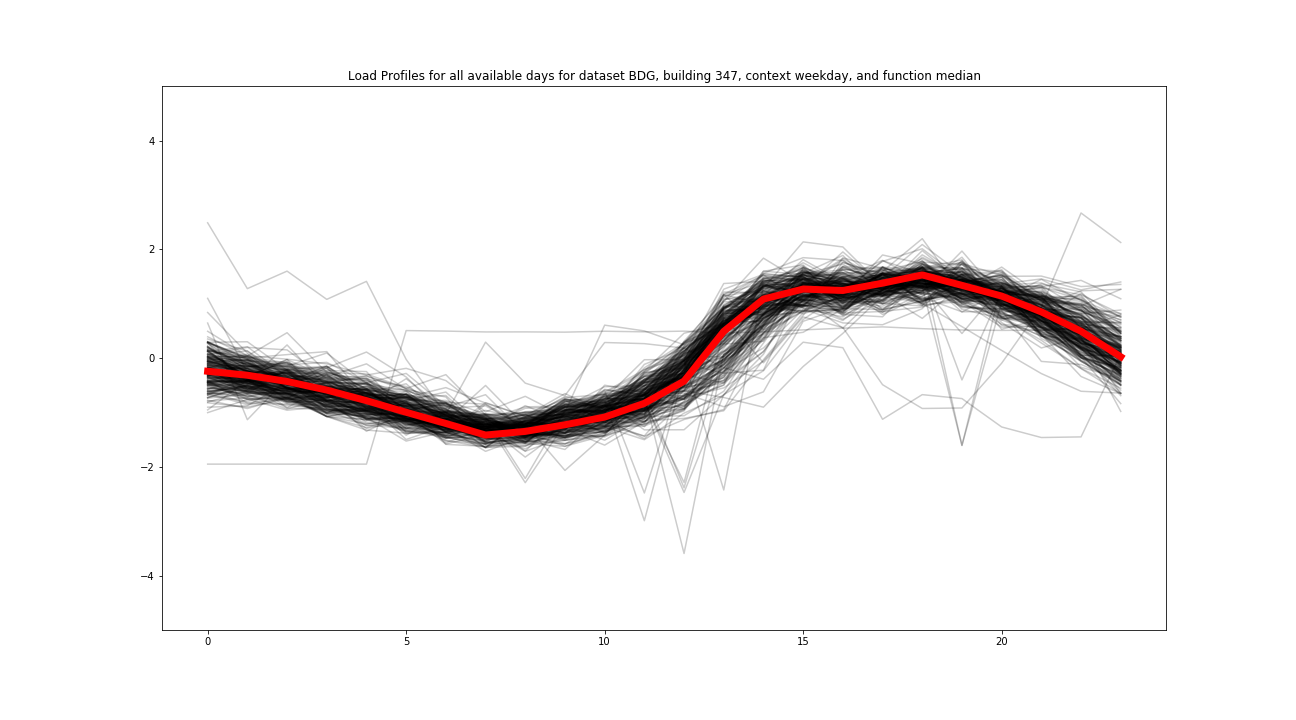 Load Profiles for all available days for dataset BDG, building 347, context weekday, and function median
4
2
0
−2
−4
0 5 10 15 20